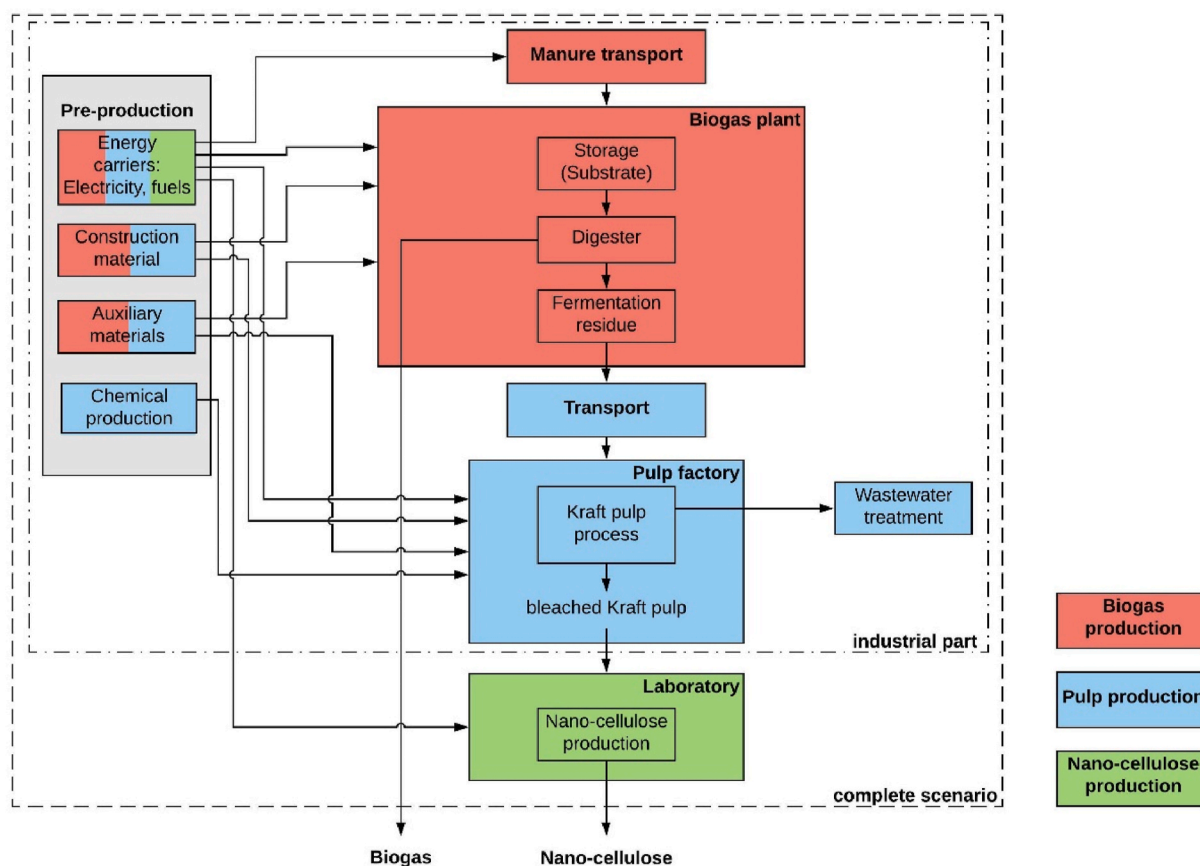 Manure transport
Pre-production
Energy
carriers:
Electricity, fuels
Construction
material
Auxiliary
materials
Chemical
production
Biogas plant
Storage
(Substrate)
Digester
Fermentation
residue
Transport
Pulp factory
Kraft pulp
process
bleached Kraft pulp
Wastewater
treatment
industrial part
Laboratory
Nano-cellulose
production
complete scenario
Biogas
Nano-cellulose
Biogas
production
Pulp production
Nano-cellulose
production